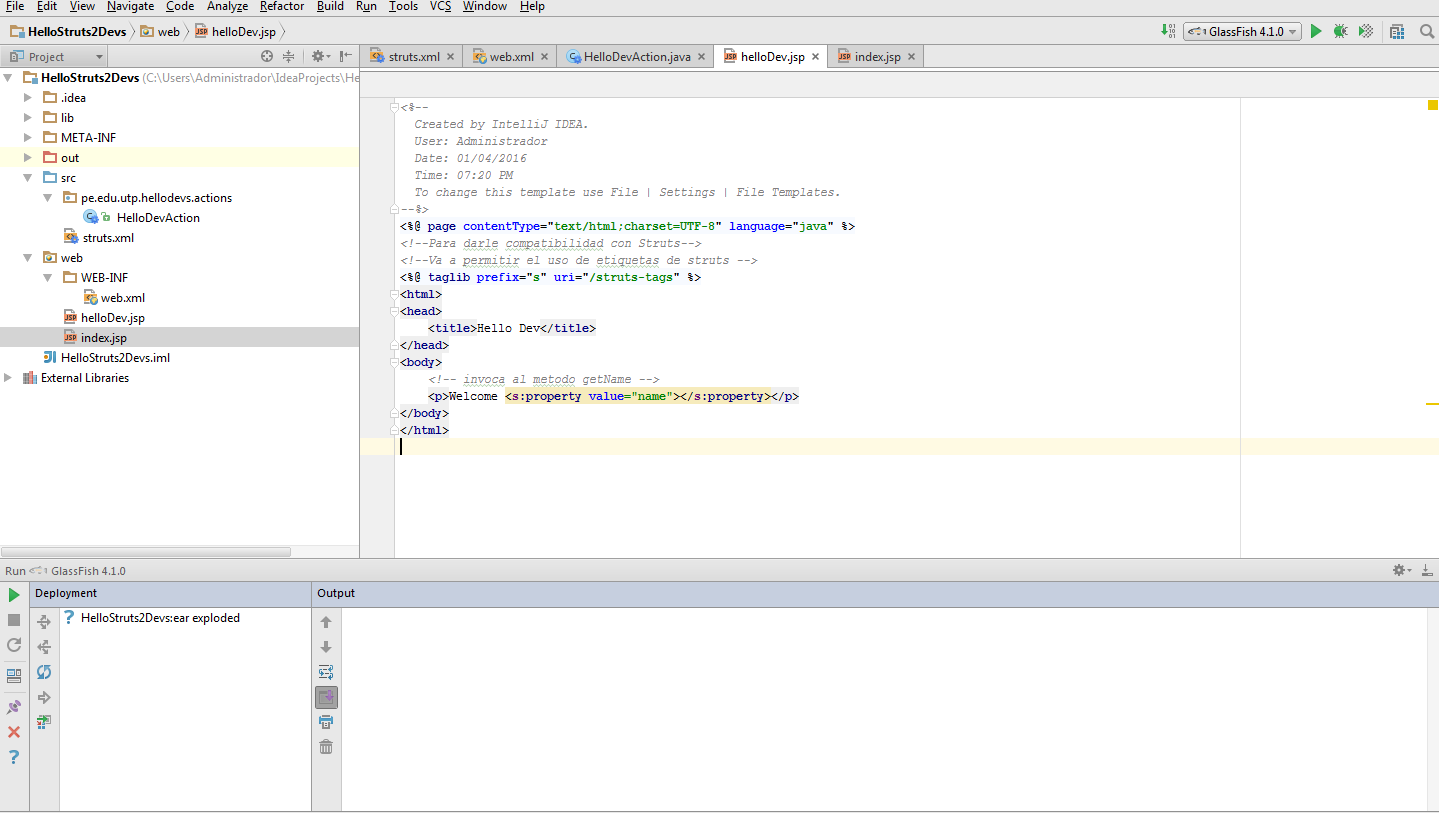 File Edit View Navigate Code Analyze Refactor Build Run Tools VCS Window Help
HelloStruts2Devs web helloDev.jsp GlassFish 4.1.0
Project
struts.xml web.xml HelloDevAction.java helloDev.jsp index.jsp
HelloStruts2Devs (C:\Users\Administrador\IdeaProjects\He
.idea
lib
META-INF
out
src
pe.edu.utp.hellodevs.actions
HelloDevAction
struts.xml
web
WEB-INF
web.xml
helloDev.jsp
index.jsp
HelloStruts2Devs.iml
External Libraries
<%--
Created by IntelliJ IDEA.
User: Administrador
Date: 01/04/2016
Time: 07:20 PM
To change this template use File | Settings | File Templates.
--%>
<%@ page contentType="text/html;charset=UTF-8" language="java" %>
<!--Para darle compatibilidad con Struts-->
<!--Va a permitir el uso de etiquetas de struts -->
<%@ taglib prefix="s" uri="/struts-tags" %>
<html>
<head>
<title>Hello Dev</title>
</head>
<body>
<!-- invoca al metodo getName -->
<p>Welcome <s:property value="name"></s:property></p>
</body>
</html>
Run GlassFish 4.1.0
Deployment
Output
HelloStruts2Devs:ear exploded